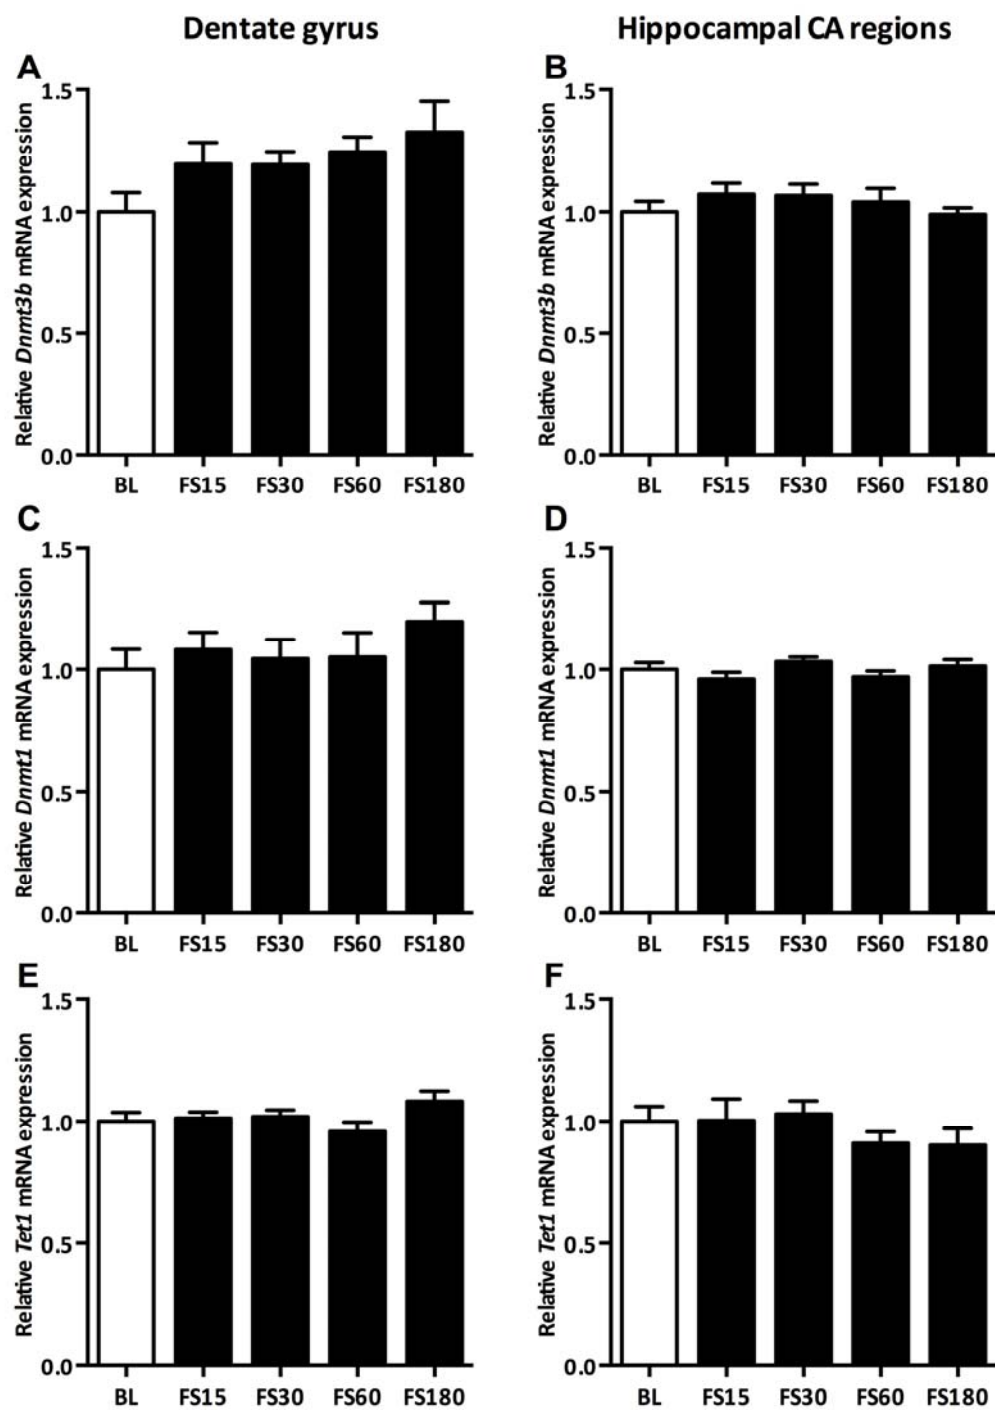 Dentate gyrus
Hippocampal CA regions
A
Relative Dnmt3b mRNA expression
1.5
1.0
0.5
0.0
BL FS15 FS30 FS60 FS180
B
Relative Dnmt3b mRNA expression
1.5
1.0
0.5
0.0
BL FS15 FS30 FS60 FS180
C
Relative Dnmt1 mRNA expression
1.5
1.0
0.5
0.0
BL FS15 FS30 FS60 FS180
D
Relative Dnmt1 mRNA expression
1.5
1.0
0.5
0.0
BL FS15 FS30 FS60 FS180
E
Relative Tet1 mRNA expression
1.5
1.0
0.5
0.0
BL FS15 FS30 FS60 FS180
F
Relative Tet1 mRNA expression
1.5
1.0
0.5
0.0
BL FS15 FS30 FS60 FS180